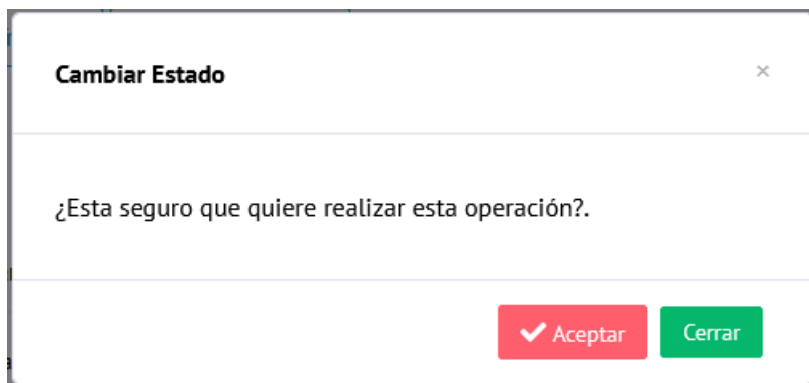 Cambiar Estado ×
¿Esta seguro que quiere realizar esta operación?.
Aceptar Cerrar